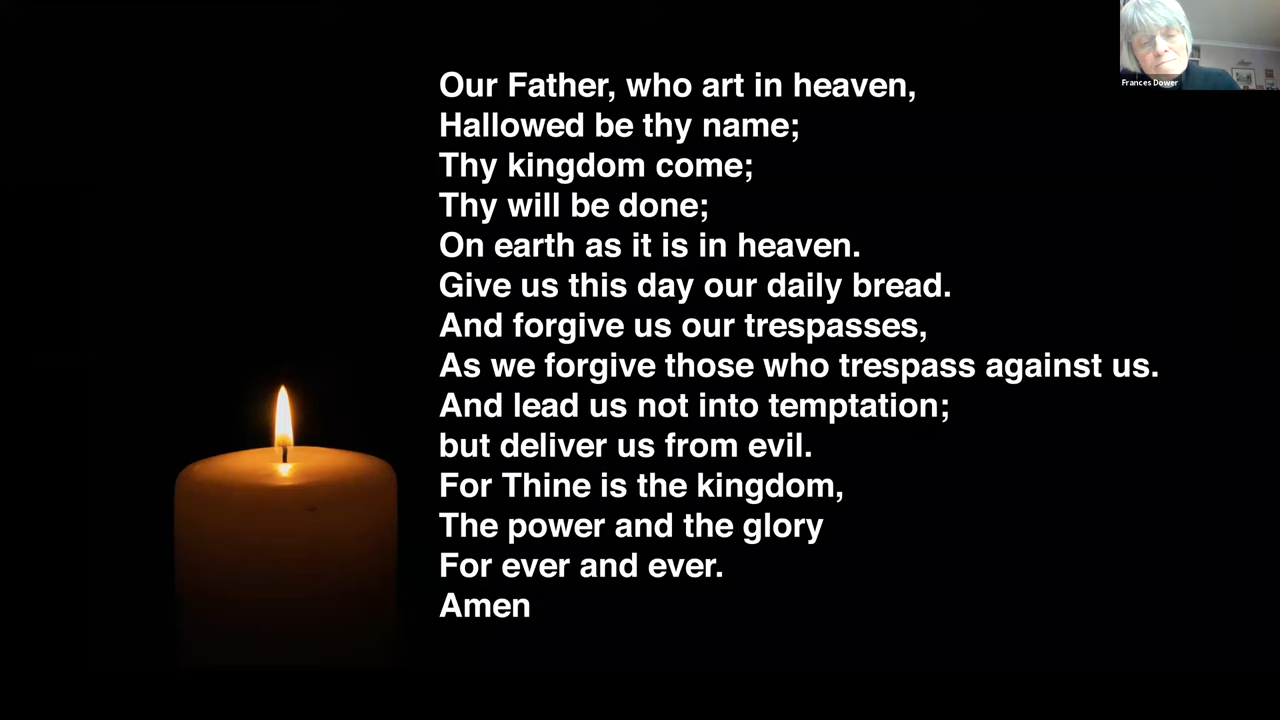 Our Father, who art in heaven,
Hallowed be thy name;
Thy kingdom come;
Thy will be done;
On earth as it is in heaven.
Give us this day our daily bread.
And forgive us our trespasses,
As we forgive those who trespass against us.
And lead us not into temptation;
but deliver us from evil.
For Thine is the kingdom,
The power and the glory
For ever and ever.
Amen
Frances Dower